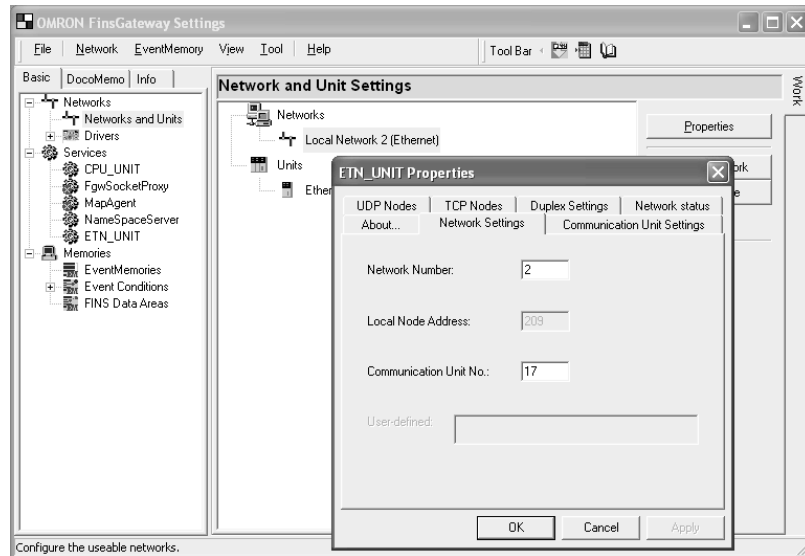 OMRON FinsGateway Settings
File Network EventMemory View Tool Help Tool Bar
Basic DocoMemo Info
Networks
Networks and Units
Drivers
Services
CPU_UNIT
FgwSocketProxy
MapAgent
NameSpaceServer
ETN_UNIT
Memories
EventMemories
Event Conditions
FINS Data Areas
Network and Unit Settings
Networks
Local Network 2 (Ethernet)
Units
Ether
Properties
ork
e
Work
ETN_UNIT Properties
UDP Nodes TCP Nodes Duplex Settings Network status
About... Network Settings Communication Unit Settings
Network Number: 2
Local Node Address: 209
Communication Unit No.: 17
User-defined:
OK Cancel Apply
Configure the useable networks.